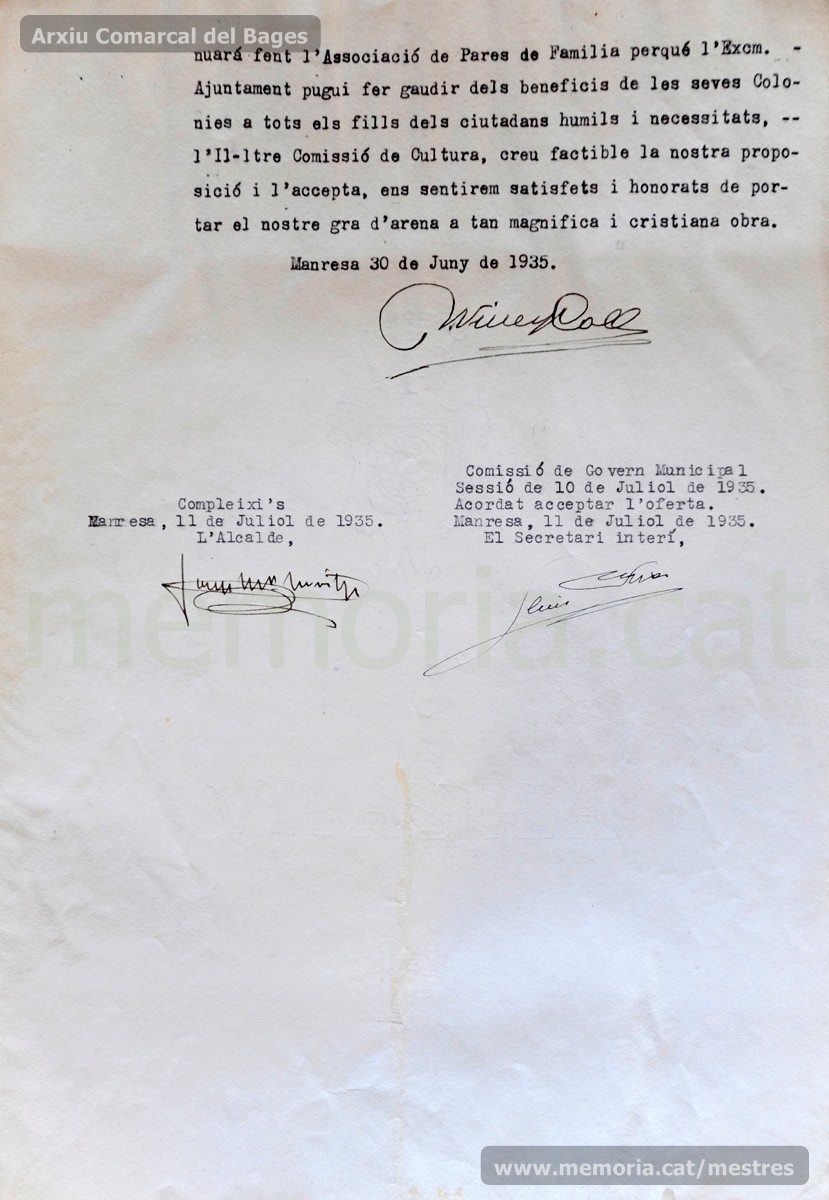 Arxiu Comarcal del Bages
nuará fent l'Associació de Pares de Familia perqué l'Excm. -
Ajuntament pugui fer gaudir dels beneficis de les seves Colo-
nies a tots els fills dels ciutadans humils i necessitats, --
l'Il-ltre Comissió de Cultura, creu factible la nostra propo-
sició i l'accepta, ens sentirem satisfets i honorats de por-
tar el nostre gra d'arena a tan magnifica i cristiana obra.
Manresa 30 de Juny de 1935.
Compleixi's
Manresa, 11 de Juliol de 1935.
L'Alcalde,
Comissió de Govern Municipal
Sessió de 10 de Juliol de 1935.
Acordat acceptar l'oferta.
Manresa, 11 de Juliol de 1935.
El Secretari interí,
memoria.cat
www.memoria.cat/mestres